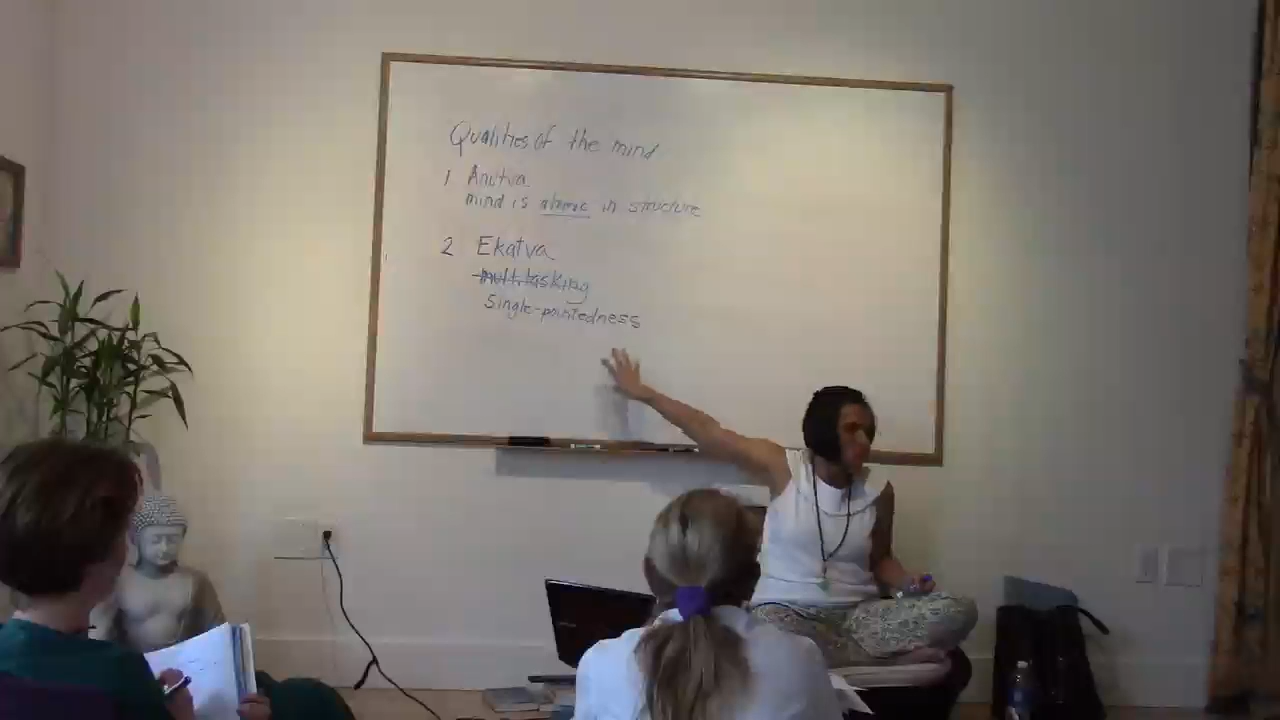 Qualities of the mind
1 Anutva
mind is atomic in structure
2 Ekatva
multitasking
Single-pointedness